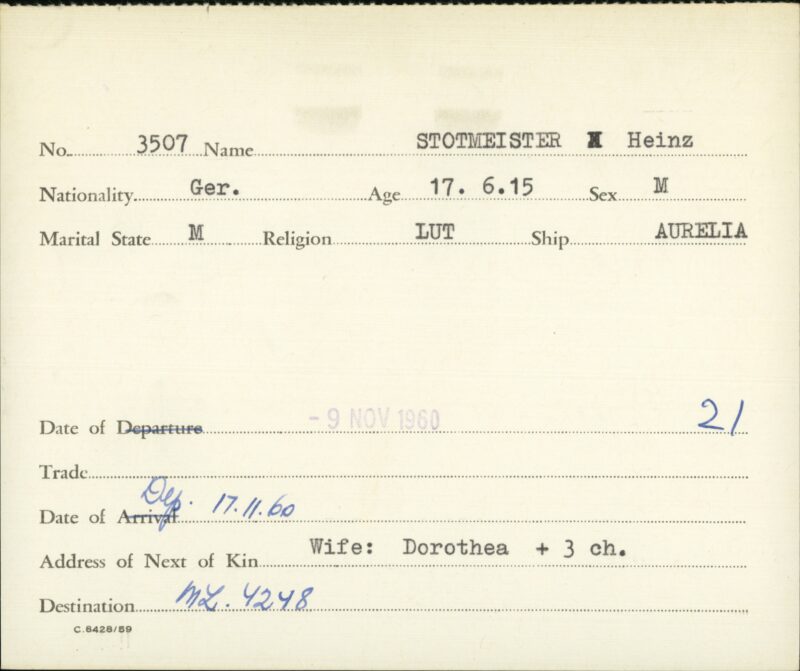 No. 3507 Name STOTMEISTER Heinz
Nationality Ger. Age 17. 6.15 Sex M
Marital State M Religion LUT Ship AURELIA
Date of Departure - 9 NOV 1960 21
Trade
Date of Arrival Dep. 17.11.60
Address of Next of Kin Wife: Dorothea + 3 ch.
Destination ML. 4248
C.8428/59